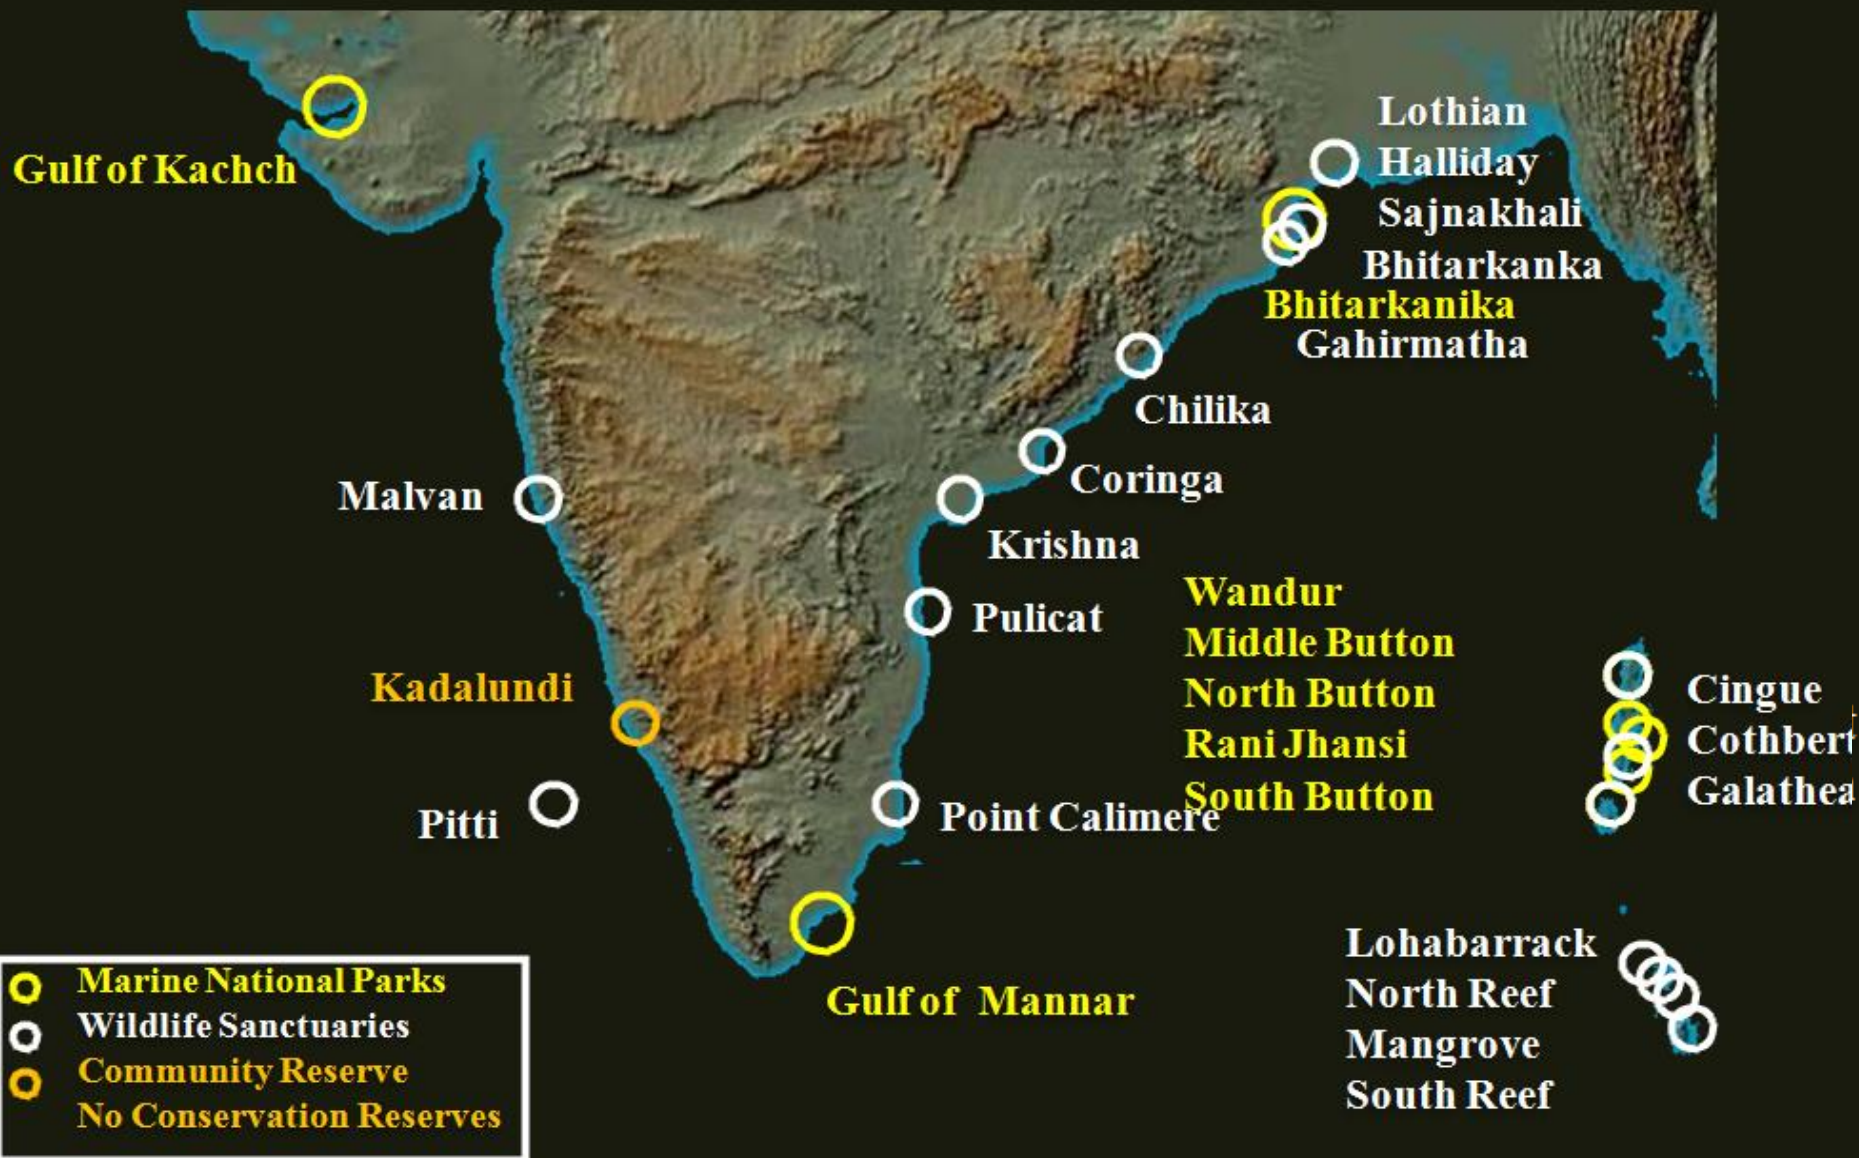 Gulf of Kachch
Lothian
Halliday
Sajnakhali
Bhitarkanka
Bhitarkanika
Gahirmatha
Chilika
Coringa
Malvan
Krishna
Pulicat
Wandur
Middle Button
North Button
Rani Jhansi
South Button
Cingue
Cothbert
Galathea
Kadalundi
Pitti
Point Calimere
Lohabarrack
North Reef
Mangrove
South Reef
Gulf of Mannar
Marine National Parks
Wildlife Sanctuaries
Community Reserve
No Conservation Reserves